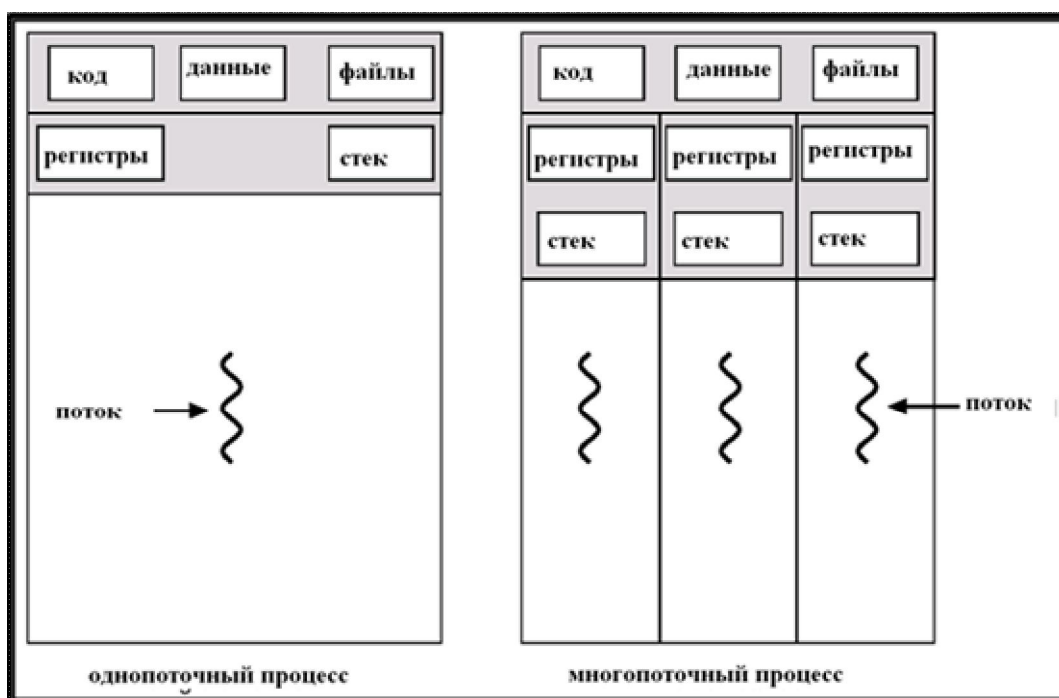 код данные файлы
регистры стек
поток
однопоточный процесс
код данные файлы
регистры регистры регистры
стек стек стек
поток
многопоточный процесс